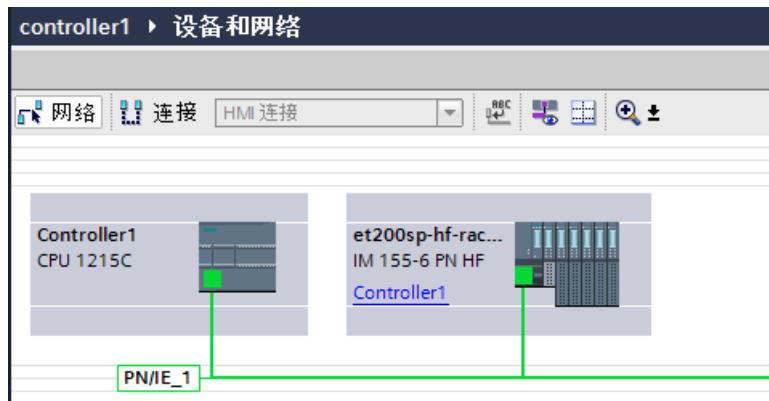 controller1 ▸ 设备和网络
网络 连接 HMI 连接 ABC ±
Controller1
CPU 1215C
et200sp-hf-rac...
IM 155-6 PN HF
Controller1
PN/IE_1